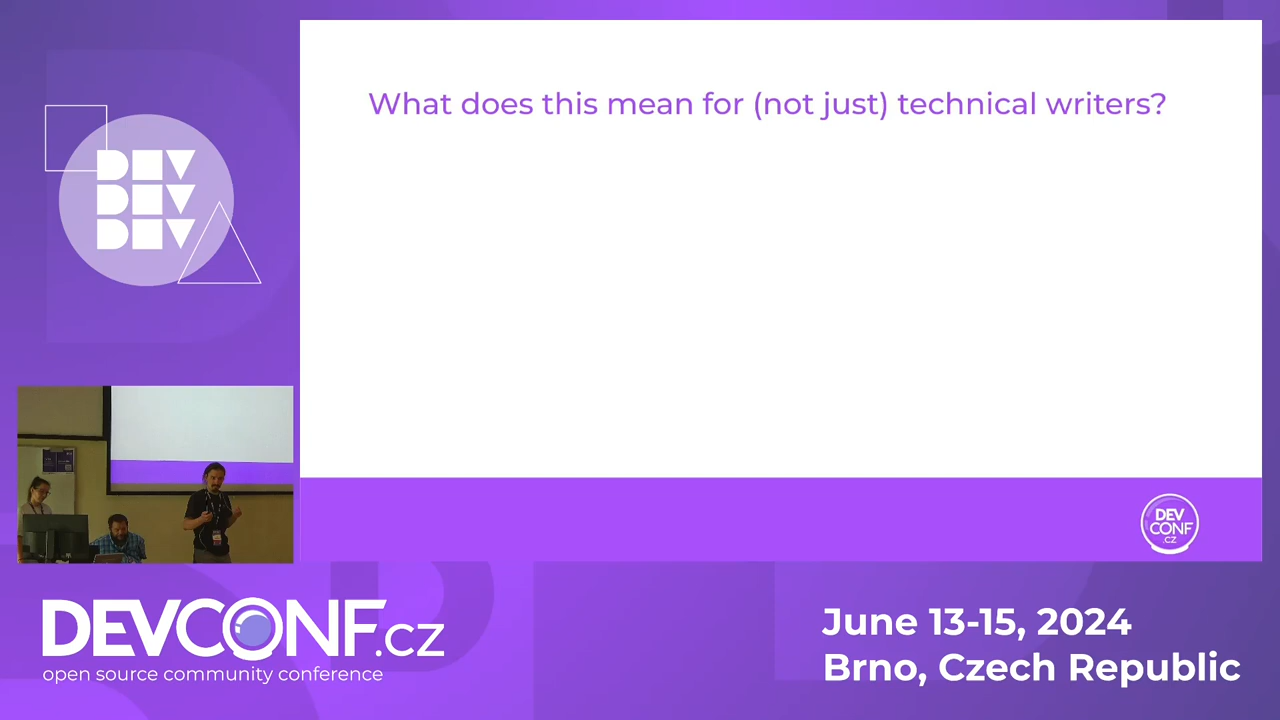 What does this mean for (not just) technical writers?
DEV
DEV
DEV
DEV
CONF
.CZ
DEVCONF.cz
open source community conference
June 13-15, 2024
Brno, Czech Republic